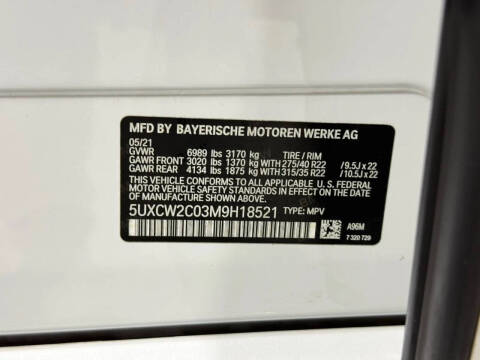 MFD BY BAYERISCHE MOTOREN WERKE AG
05/21
GVWR 6989 lbs 3170 kg TIRE / RIM
GAWR FRONT 3020 lbs 1370 kg WITH 275/40 R22 / 9.5J x 22
GAWR REAR 4134 lbs 1875 kg WITH 315/35 R22 / 10.5J x 22
THIS VEHICLE CONFORMS TO ALL APPLICABLE FEDERAL
MOTOR VEHICLE SAFETY STANDARDS IN EFFECT ON THE DATE
OF MANUFACTURE SHOWN ABOVE.
5UXCW2C03M9H18521 TYPE: MPV
A96M
7 320 729